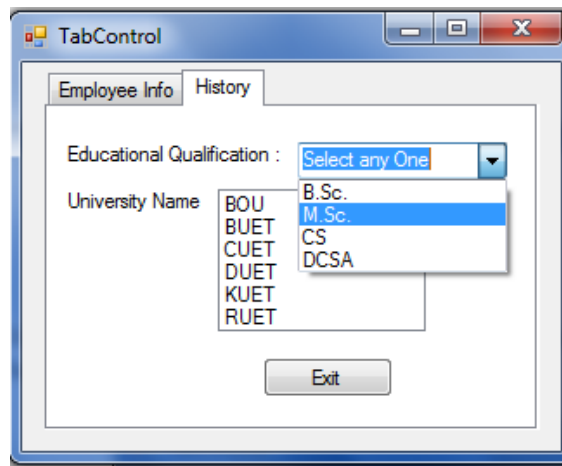 TabControl
Employee Info History
Educational Qualification : Select any One
B.Sc.
M.Sc.
CS
DCSA
University Name
BOU
BUET
CUET
DUET
KUET
RUET
Exit